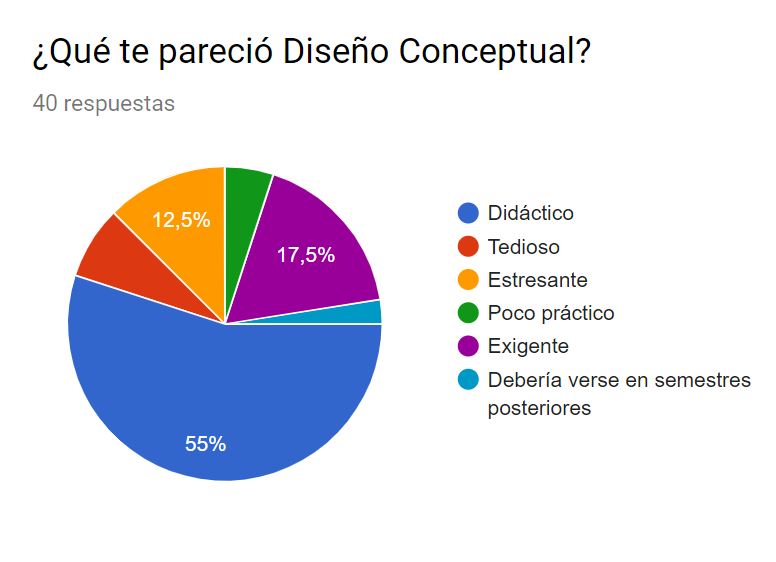 ¿Qué te pareció Diseño Conceptual?
40 respuestas
12,5%
17,5%
55%
Didáctico
Tedioso
Estresante
Poco práctico
Exigente
Debería verse en semestres
posteriores